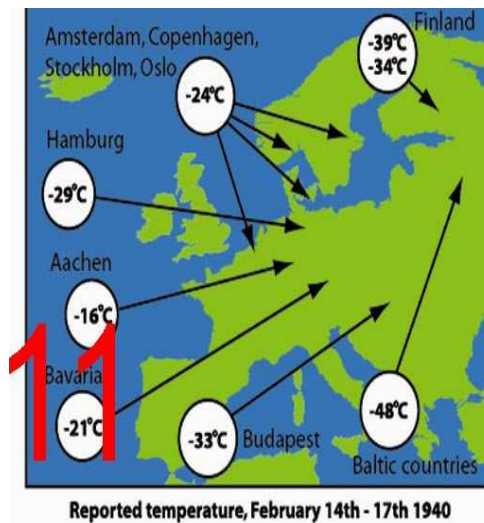 Finland
Amsterdam, Copenhagen,
Stockholm, Oslo
-39°C
-34°C
-24°C
Hamburg
-29°C
Aachen
-16°C
11
Bavaria
-21°C
-33°C
Budapest
-48°C
Baltic countries
Reported temperature, February 14th - 17th 1940